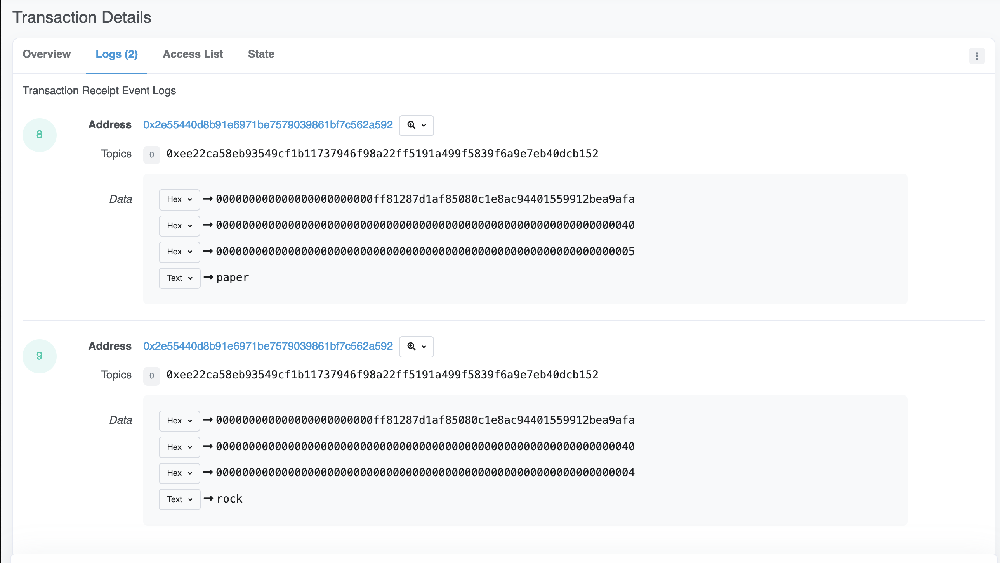 Transaction Details
Overview Logs (2) Access List State
Transaction Receipt Event Logs
8
Address 0x2e55440d8b91e6971be7579039861bf7c562a592
Topics 0 0xee22ca58eb93549cf1b11737946f98a22ff5191a499f5839f6a9e7eb40dcb152
Data
Hex → 000000000000000000000000ff81287d1af85080c1e8ac94401559912bea9afa
Hex → 0000000000000000000000000000000000000000000000000000000000000040
Hex → 0000000000000000000000000000000000000000000000000000000000000005
Text → paper
9
Address 0x2e55440d8b91e6971be7579039861bf7c562a592
Topics 0 0xee22ca58eb93549cf1b11737946f98a22ff5191a499f5839f6a9e7eb40dcb152
Data
Hex → 000000000000000000000000ff81287d1af85080c1e8ac94401559912bea9afa
Hex → 0000000000000000000000000000000000000000000000000000000000000040
Hex → 0000000000000000000000000000000000000000000000000000000000000004
Text → rock